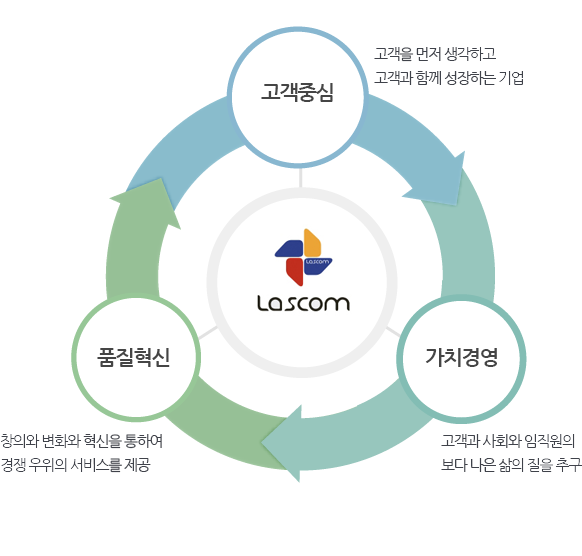 고객중심
고객을 먼저 생각하고
고객과 함께 성장하는 기업
LASCOM
Lascom
품질혁신
가치경영
창의와 변화와 혁신을 통하여
경쟁 우위의 서비스를 제공
고객과 사회와 임직원의
보다 나은 삶의 질을 추구